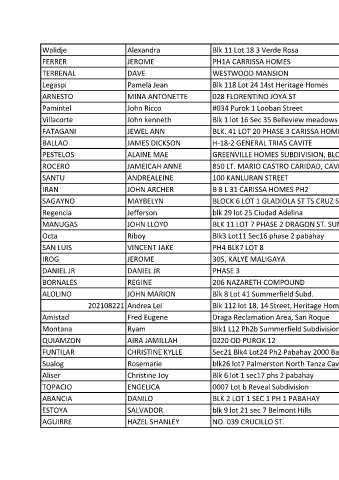 Walidje Alexandra Blk 11 Lot 18 3 Verde Rosa
FERRER JEROME PH1A CARRISSA HOMES
TERRENAL DAVE WESTWOOD MANSION
Legaspi Pamela Jean Blk 118 Lot 24 14st Heritage Homes
ARNESTO MINA ANTONETTE 028 FLORENTINO JOYA ST
Pamintel John Ricco #034 Purok 1 Looban Street
Villacorte John kenneth Blk 1 lot 16 Sec 35 Belleview meadows
FATAGANI JEWEL ANN BLK. 41 LOT 20 PHASE 3 CARISSA HOM
BALLAO JAMES DICKSON H-18-2 GENERAL TRIAS CAVITE
PESTELOS ALAINE MAE GREENVILLE HOMES SUBDIVISION, BLO
ROCERO JAMEICAH ANNE 850 LT. MARIO CASTRO CARIDAD, CAV
SANTU ANDREALEINE 100 KANLURAN STREET
IRAN JOHN ARCHER B 8 L 31 CARISSA HOMES PH2
SAGAYNO MAYBELYN BLOCK 6 LOT 1 GLADIOLA ST TS CRUZ S
Regencia Jefferson blk 29 lot 25 Ciudad Adelina
MANUGAS JOHN LLOYD BLK 11 LOT 7 PHASE 2 DRAGON ST. SUN
Octa Riboy Blk3 Lot11 Sec16 phase 2 pabahay
SAN LUIS VINCENT JAKE PH4 BLK7 LOT 8
IROG JEROME 305, KALYE MALIGAYA
DANIEL JR DANIEL JR PHASE 3
BORNALES REGINE 206 NAZARETH COMPOUND
ALOLINO JOHN MARION Blk 8 Lot 41 Summerfield Subd.
202108221 Andrea Lei Blk 112 lot 18, 14 Street, Heritage Hom
Amistad Fred Eugene Draga Reclamation Area, San Roque
Montana Ryam Blk1 L12 Ph2b Summerfield Subdivision
QUIAMZON AIRA JAMILLAH 0220 OD PUROK 12
FUNTILAR CHRISTINE KYLLE Sec21 Blk4 Lot24 Ph2 Pabahay 2000 Ba
Sualog Rosemarie blk26 lot7 Palmerston North Tanza Cav
Aliser Christine Joy Blk 6 lot 1 sec17 phs 2 pabahay
TOPACIO ENGELICA 0007 Lot b Reveal Subdivision
ABANCIA DANILO BLK 2 LOT 1 SEC 1 PH 1 PABAHAY
ESTOYA SALVADOR blk 9 lot 21 sec 7 Belmont Hills
AGUIRRE HAZEL SHANLEY NO. 039 CRUCILLO ST.